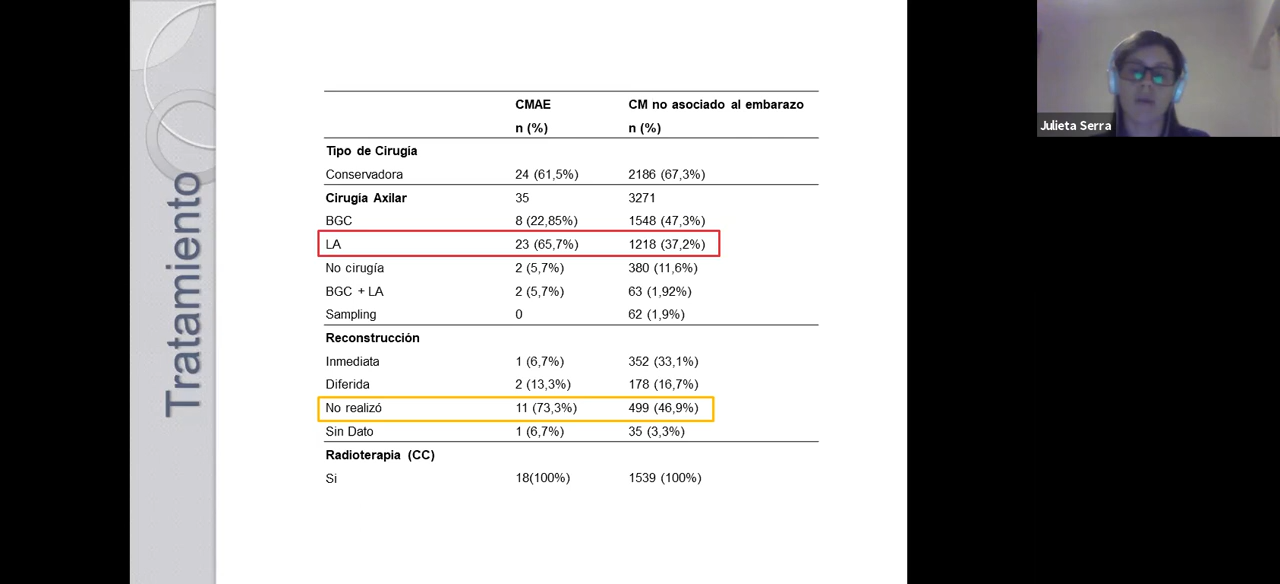 Tratamiento
CMAE CM no asociado al embarazo
n (%) n (%)
Tipo de Cirugía
Conservadora 24 (61,5%) 2186 (67,3%)
Cirugía Axilar 35 3271
BGC 8 (22,85%) 1548 (47,3%)
LA 23 (65,7%) 1218 (37,2%)
No cirugía 2 (5,7%) 380 (11,6%)
BGC + LA 2 (5,7%) 63 (1,92%)
Sampling 0 62 (1,9%)
Reconstrucción
Inmediata 1 (6,7%) 352 (33,1%)
Diferida 2 (13,3%) 178 (16,7%)
No realizó 11 (73,3%) 499 (46,9%)
Sin Dato 1 (6,7%) 35 (3,3%)
Radioterapia (CC)
Si 18(100%) 1539 (100%)
Julieta Serra